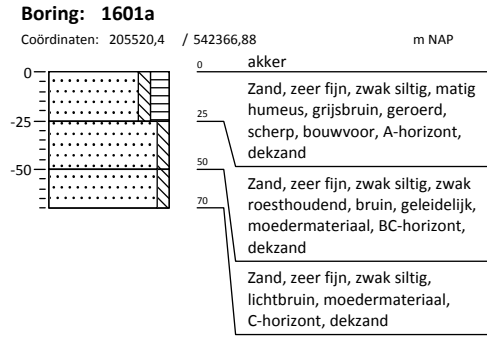 Boring: 1601a
Coördinaten: 205520,4 / 542366,88 m NAP
0 0 akker
Zand, zeer fijn, zwak siltig, matig
humeus, grijsbruin, geroerd,
-25 25 scherp, bouwvoor, A-horizont,
dekzand
-50 50 Zand, zeer fijn, zwak siltig, zwak
roesthoudend, bruin, geleidelijk,
70 moedermateriaal, BC-horizont,
dekzand
Zand, zeer fijn, zwak siltig,
lichtbruin, moedermateriaal,
C-horizont, dekzand